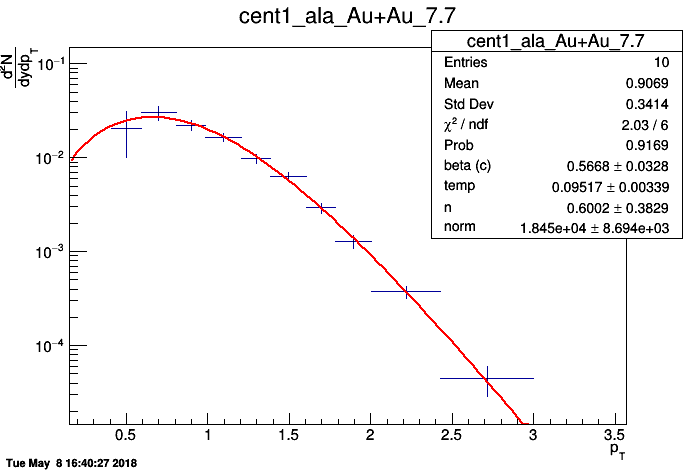 cent1_ala_Au+Au_7.7
cent1_ala_Au+Au_7.7
Entries 10
Mean 0.9069
Std Dev 0.3414
χ² / ndf 2.03 / 6
Prob 0.9169
beta (c) 0.5668 ± 0.0328
temp 0.09517 ± 0.00339
n 0.6002 ± 0.3829
norm 1.845e+04 ± 8.694e+03
d²N
dydp_T
10⁻¹
10⁻²
10⁻³
10⁻⁴
0.5 1 1.5 2 2.5 3 3.5
p_T
Tue May 8 16:40:27 2018